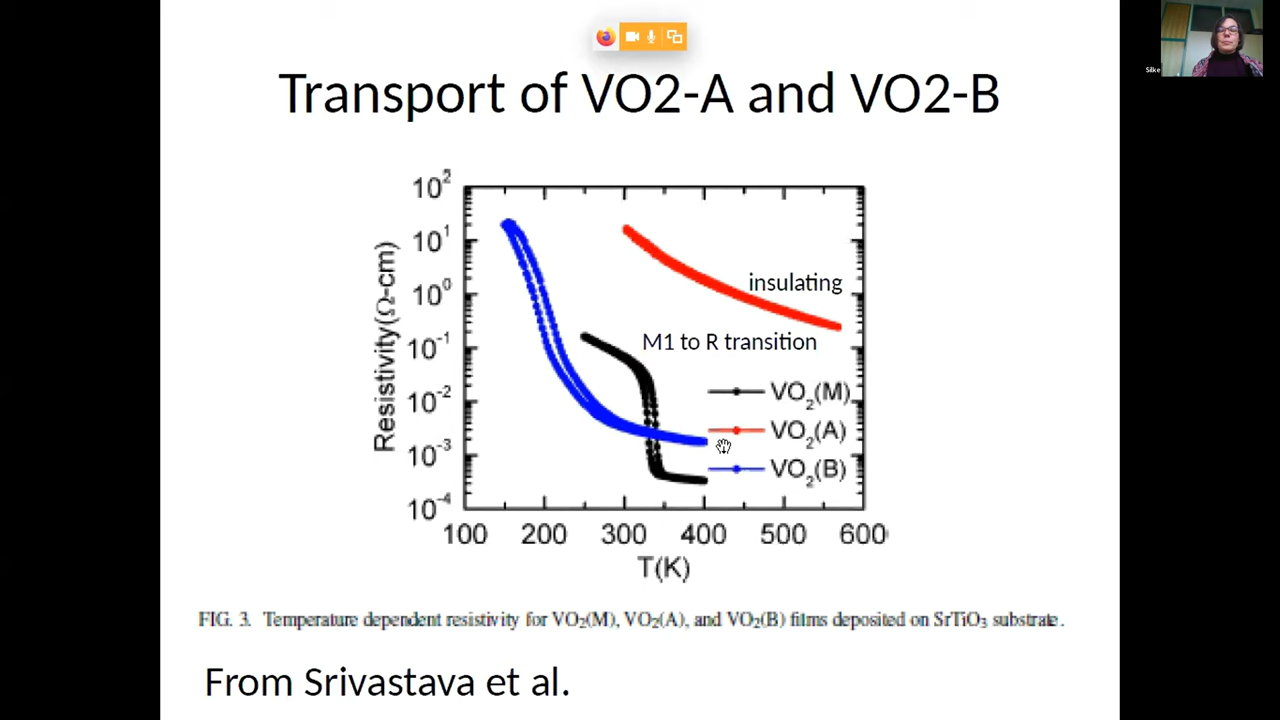 Silke
Transport of VO2-A and VO2-B
10²
10¹
10⁰
10⁻¹
10⁻²
10⁻³
10⁻⁴
Resistivity(Ω-cm)
insulating
M1 to R transition
VO₂(M)
VO₂(A)
VO₂(B)
100 200 300 400 500 600
T(K)
FIG. 3. Temperature dependent resistivity for VO₂(M), VO₂(A), and VO₂(B) films deposited on SrTiO₃ substrate.
From Srivastava et al.